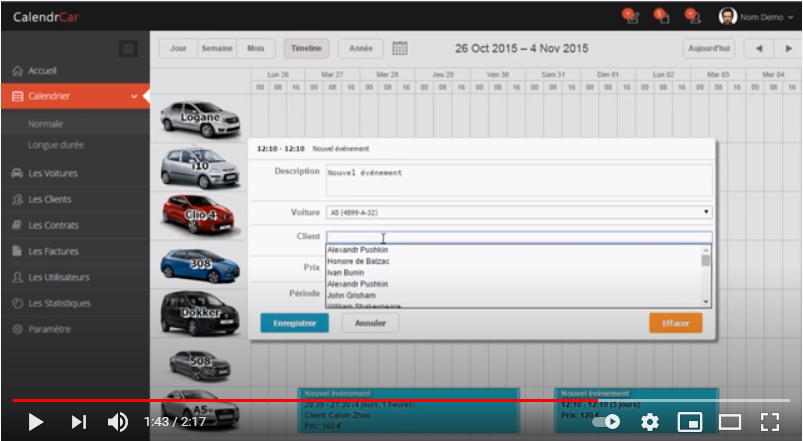 CalendrCar
Nom Demo
Jour Semaine Mois Timeline Année 26 Oct 2015 – 4 Nov 2015 Aujourd'hui
Accueil
Calendrier
Normale
Longue durée
Les Voitures
Les Clients
Les Contrats
Les Factures
Les Utilisateurs
Les Statistiques
Paramètre
Lun 26 Mar 27 Mer 28 Jeu 29 Ven 30 Sam 31 Dim 01 Lun 02 Mar 03 Mer 04
00 08 16 00 08 16 00 08 16 00 08 16 00 08 16 00 08 16 00 08 16 00 08 16 00 08 16 00 08 16
Logane
i10
Clio 4
308
Dokker
508
A5
12:10 - 12:10 Nouvel événement
Description Nouvel événement
Voiture A5 (4899-A-32)
Client
Alexandr Pushkin
Honore de Balzac
Ivan Bunin
Alexandr Pushkin
John Grisham
William Shakespeare
Prix
Période
Enregistrer Annuler Effacer
Nouvel événement
20:30 - 21:30 (4 jours, 1 heures)
Client: Calvin Zhou
Prix: 160 €
Nouvel événement
12:10 - 12:10 (3 jours)
Prix: 120 €
1:43 / 2:17